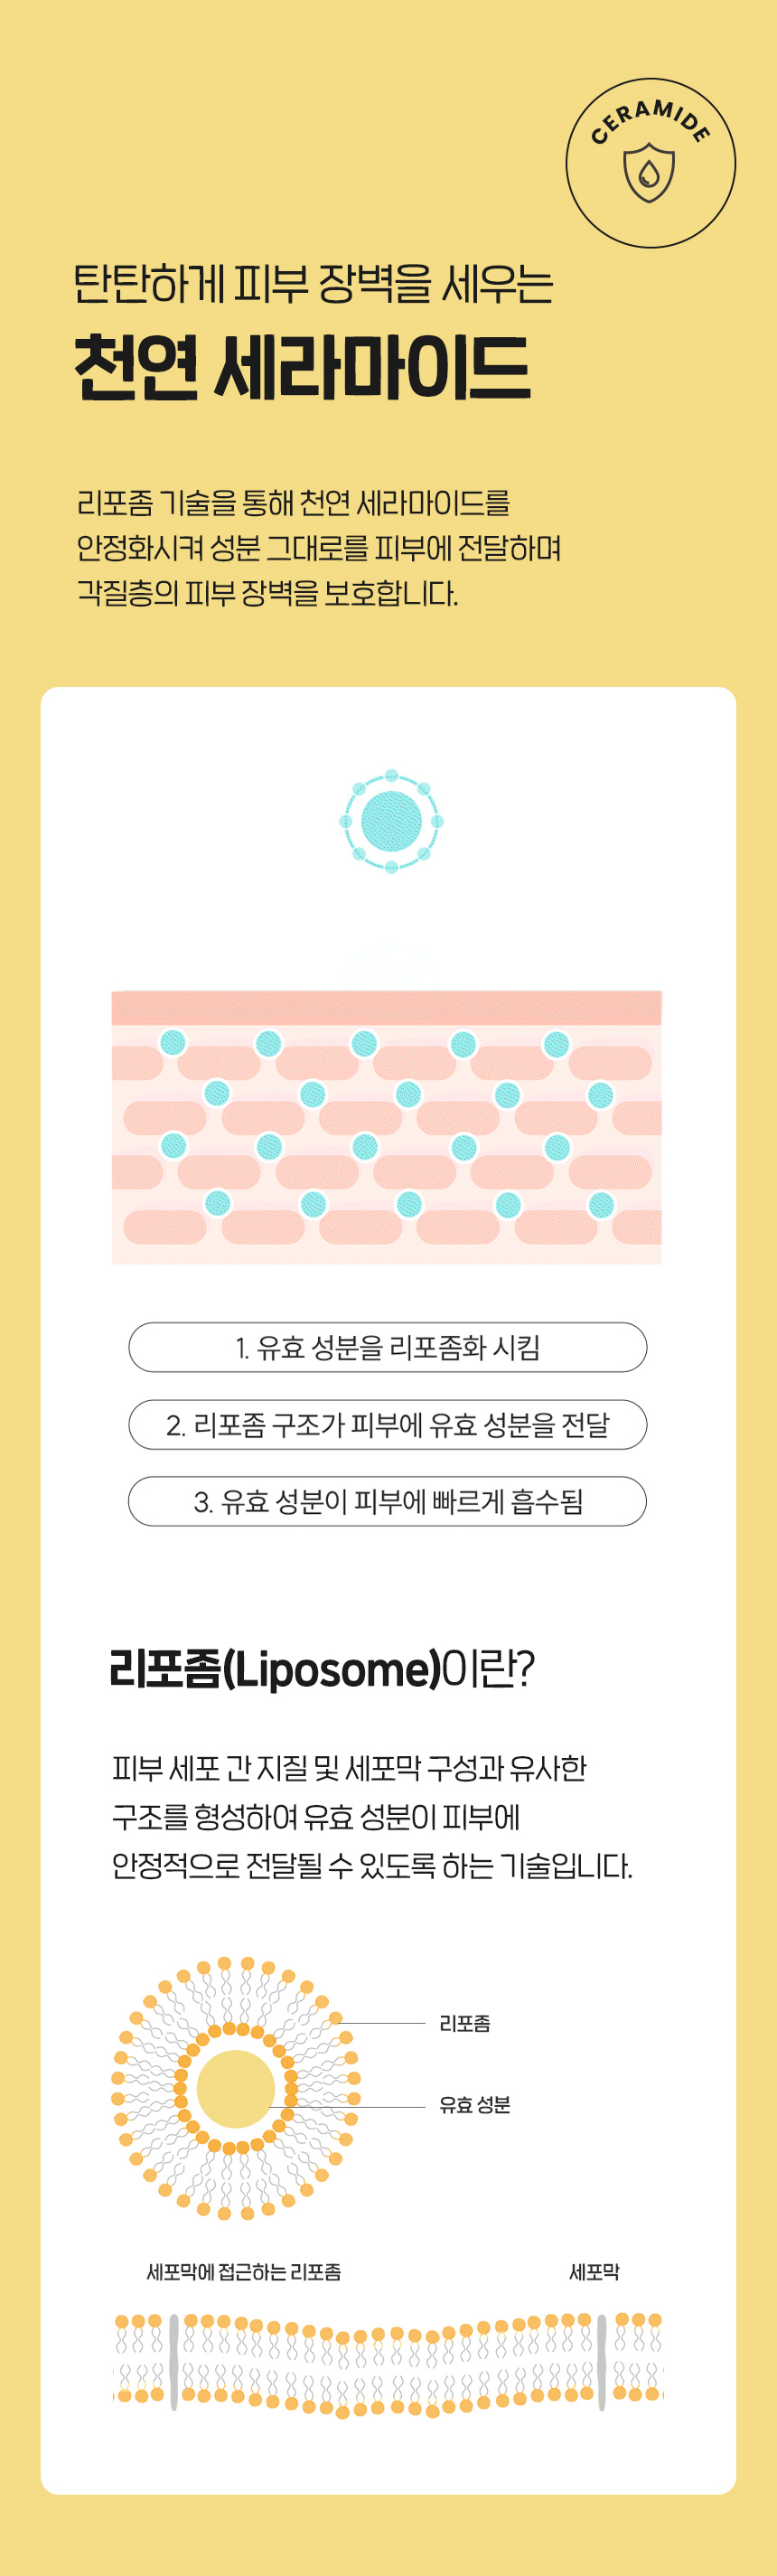 CERAMIDE
탄탄하게 피부 장벽을 세우는
천연 세라마이드
리포좀 기술을 통해 천연 세라마이드를
안정화시켜 성분 그대로를 피부에 전달하며
각질층의 피부 장벽을 보호합니다.
1. 유효 성분을 리포좀화 시킴
2. 리포좀 구조가 피부에 유효 성분을 전달
3. 유효 성분이 피부에 빠르게 흡수됨
리포좀(Liposome)이란?
피부 세포 간 지질 및 세포막 구성과 유사한
구조를 형성하여 유효 성분이 피부에
안정적으로 전달될 수 있도록 하는 기술입니다.
리포좀
유효 성분
세포막에 접근하는 리포좀
세포막